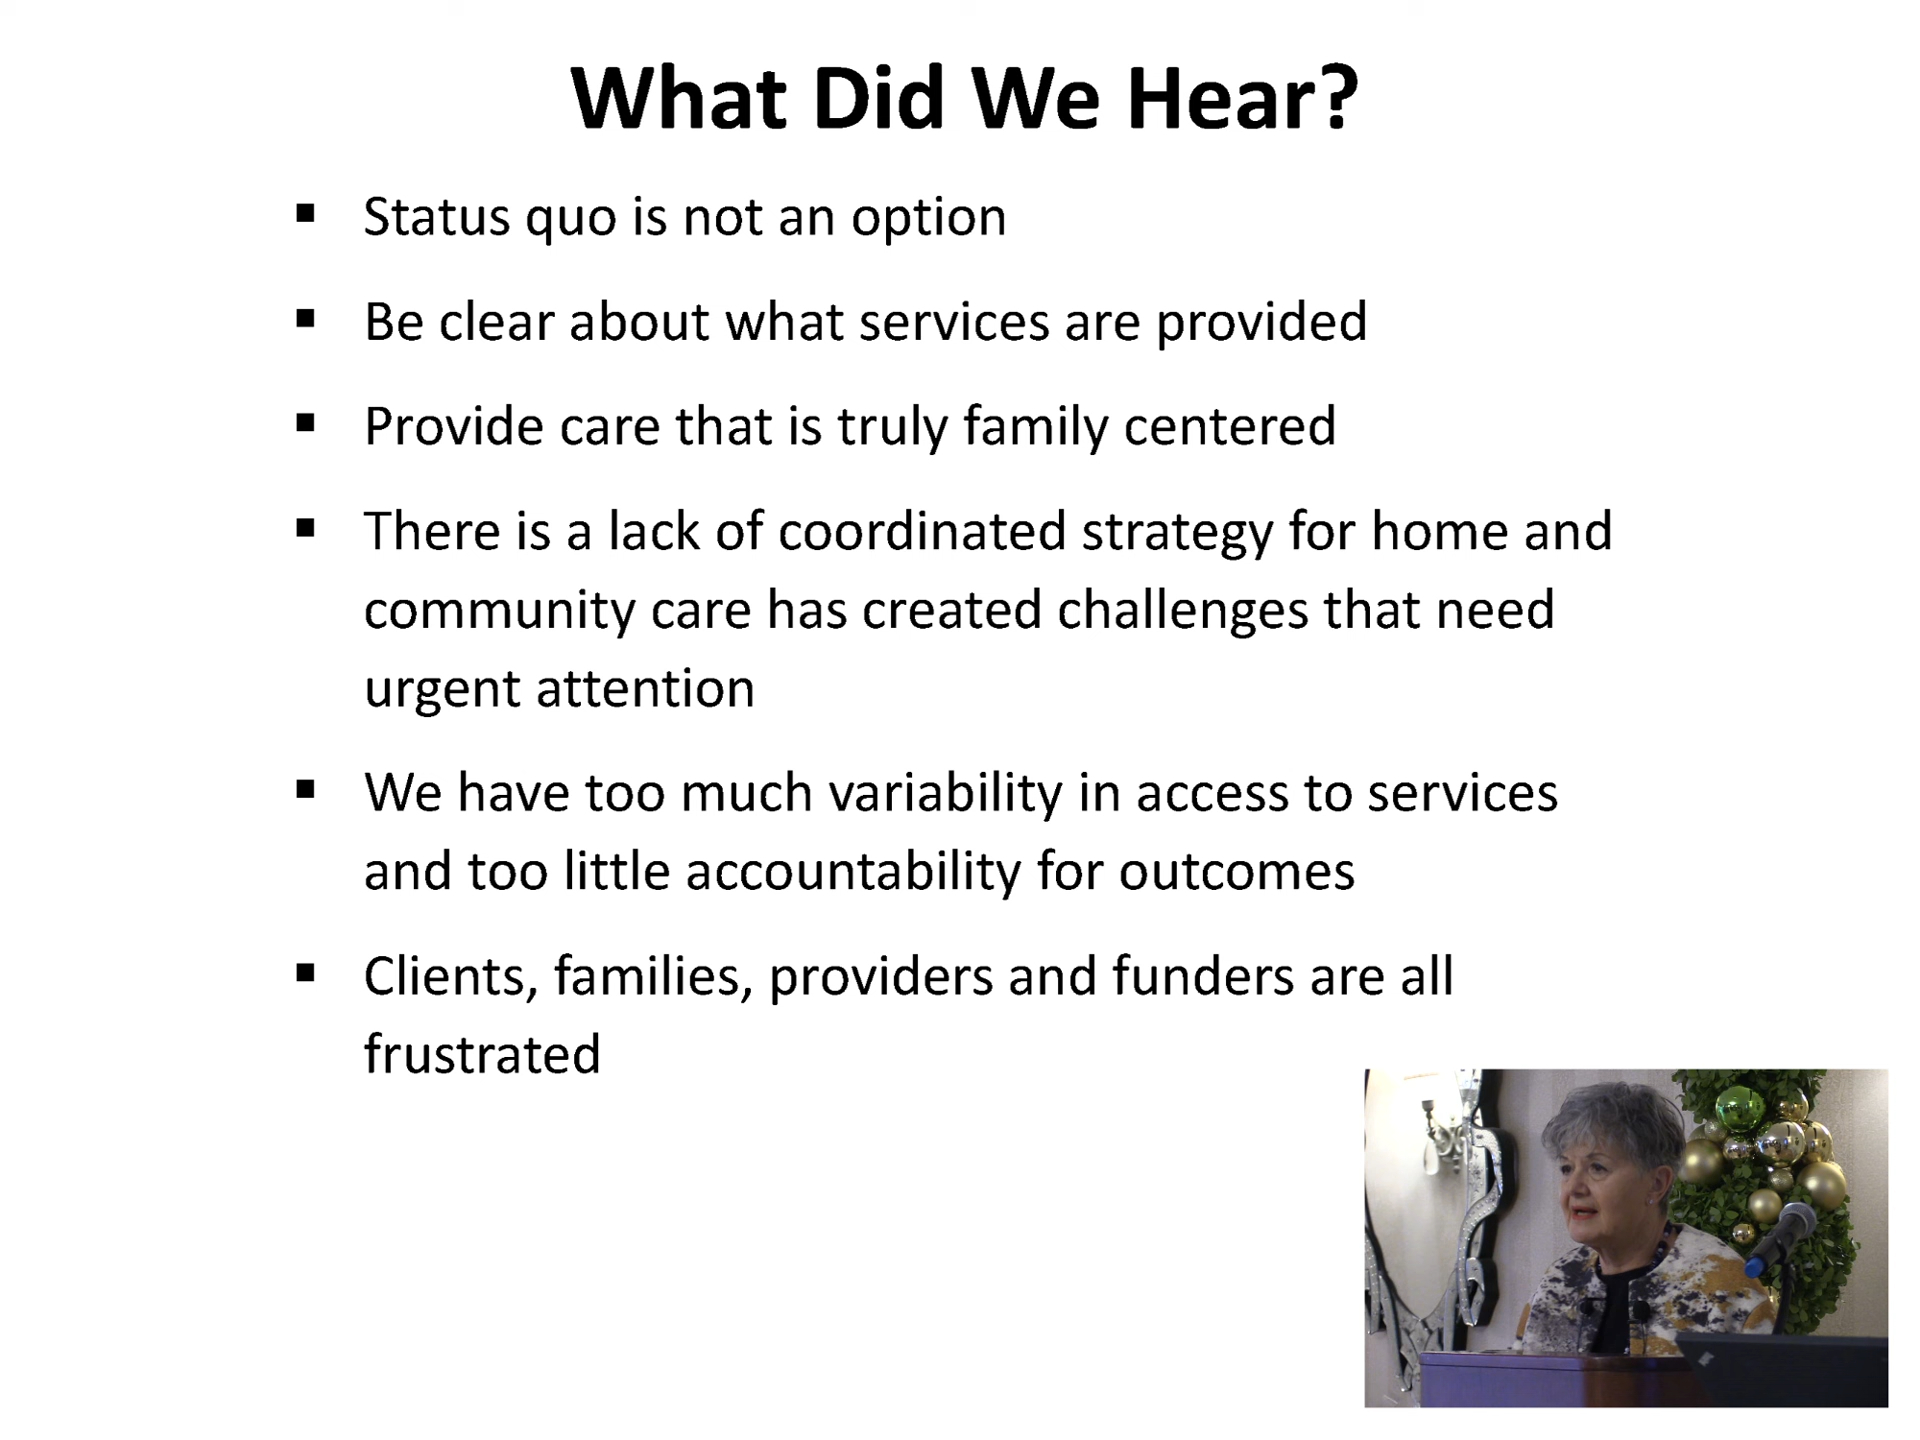 What Did We Hear?
▪ Status quo is not an option
▪ Be clear about what services are provided
▪ Provide care that is truly family centered
▪ There is a lack of coordinated strategy for home and
community care has created challenges that need
urgent attention
▪ We have too much variability in access to services
and too little accountability for outcomes
▪ Clients, families, providers and funders are all
frustrated